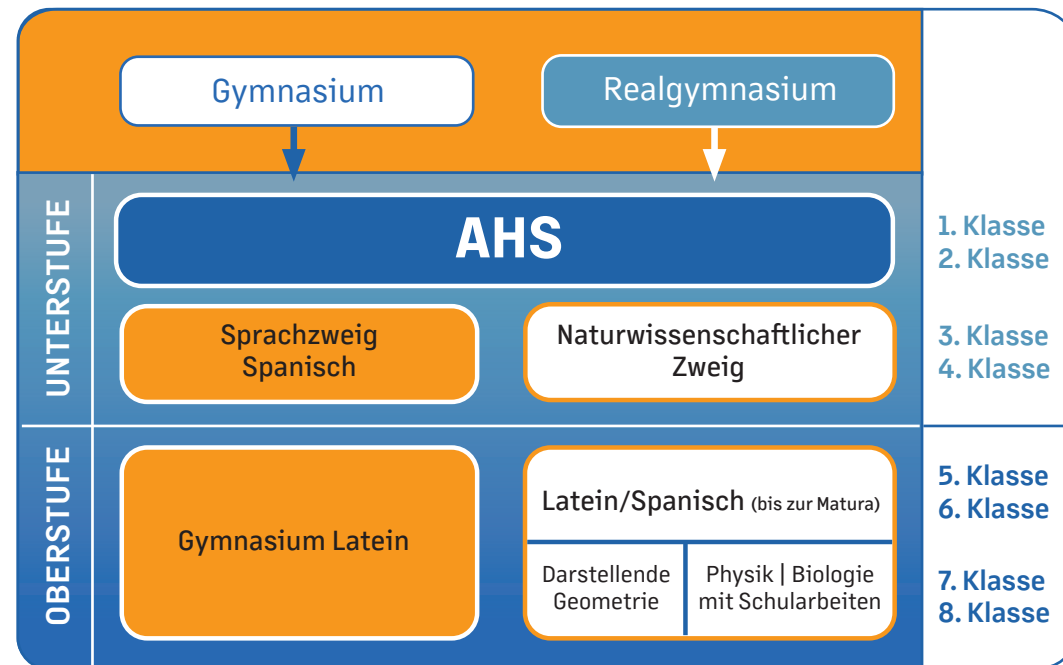 Gymnasium
Realgymnasium
UNTERSTUFE
AHS
1. Klasse
2. Klasse
Sprachzweig
Spanisch
Naturwissenschaftlicher
Zweig
3. Klasse
4. Klasse
OBERSTUFE
Gymnasium Latein
Latein/Spanisch (bis zur Matura)
5. Klasse
6. Klasse
Darstellende
Geometrie
Physik | Biologie
mit Schularbeiten
7. Klasse
8. Klasse